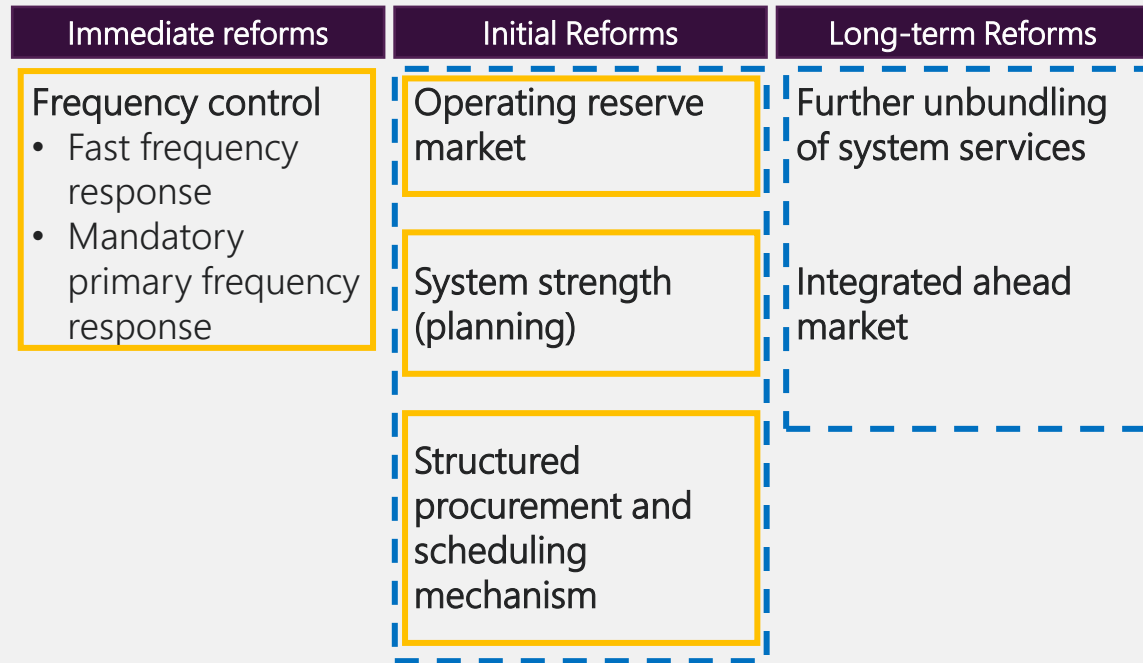 Immediate reforms
Frequency control
• Fast frequency
response
• Mandatory
primary frequency
response
Initial Reforms
Operating reserve
market
System strength
(planning)
Structured
procurement and
scheduling
mechanism
Long-term Reforms
Further unbundling
of system services
Integrated ahead
market